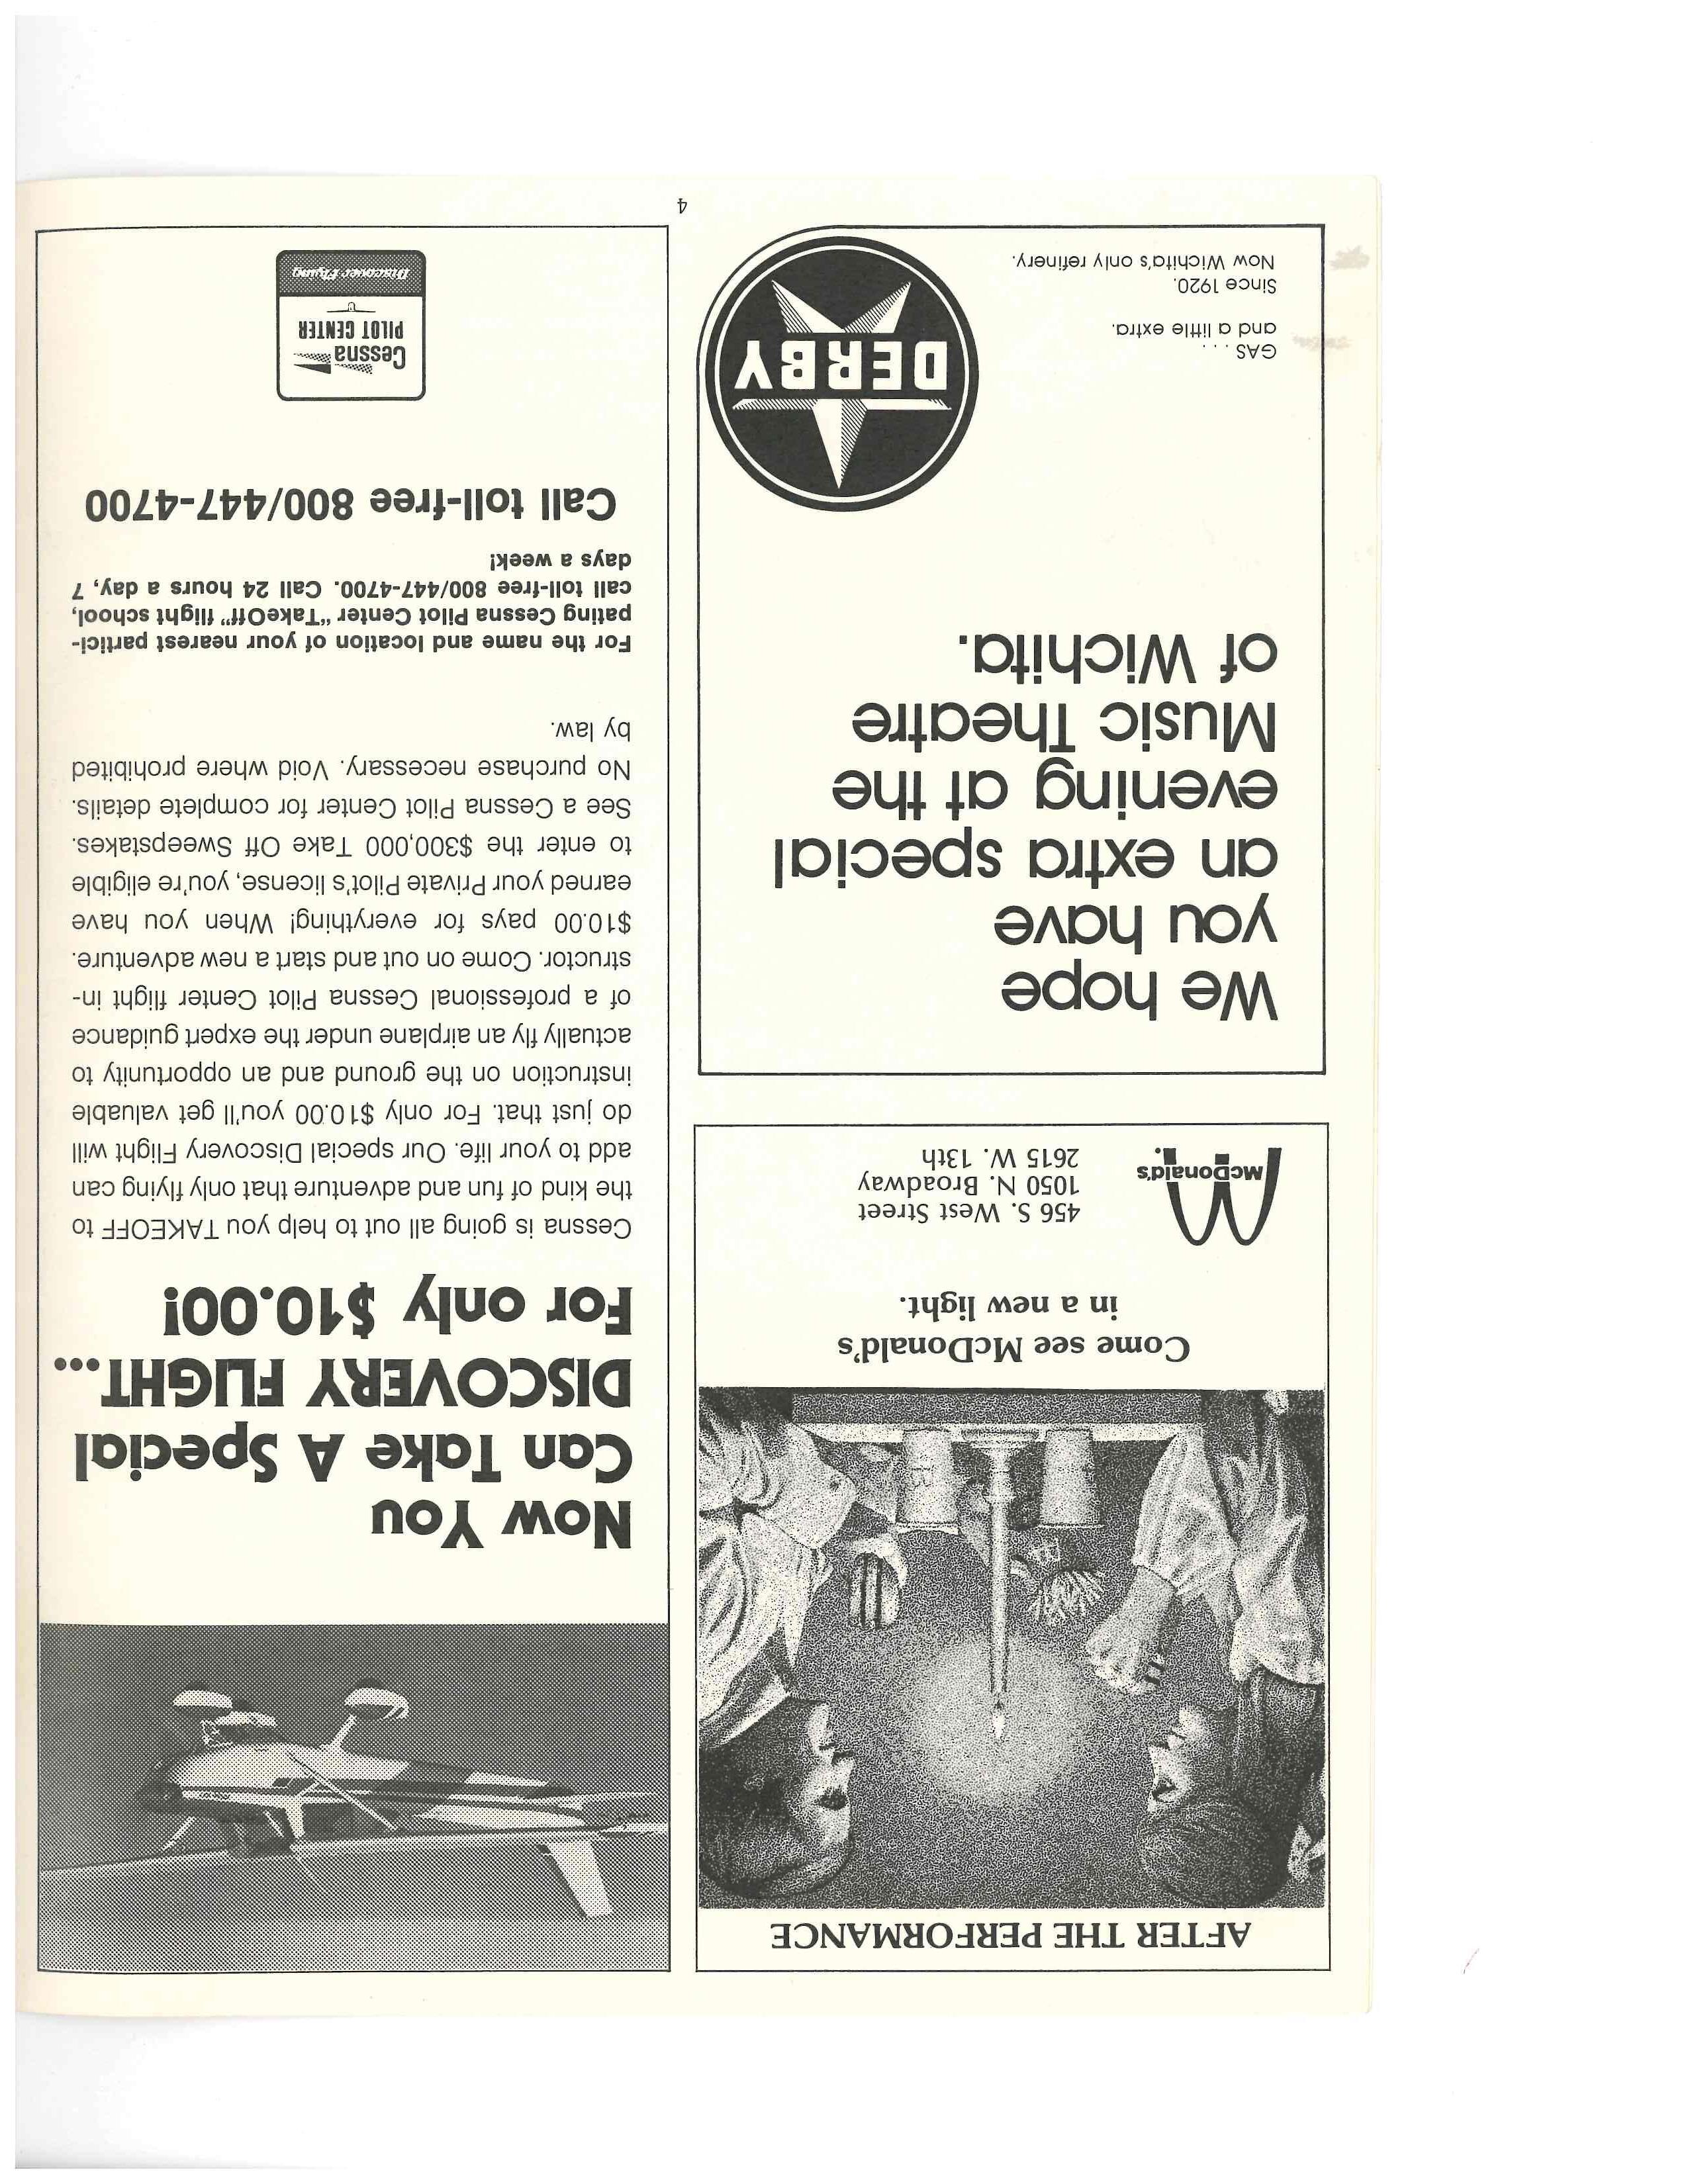 AFTER THE PERFORMANCE
Come see McDonald's
in a new light.
McDonald's
456 S. West Street
1050 N. Broadway
2615 W. 13th
We hope
you have
an extra special
evening at the
Music Theatre
of Wichita.
GAS . . .
and a little extra.
Since 1920.
Now Wichita's only refinery.
DERBY
Now You
Can Take A Special
DISCOVERY FLIGHT...
For only $10.00!
Cessna is going all out to help you TAKEOFF to
the kind of fun and adventure that only flying can
add to your life. Our special Discovery Flight will
do just that. For only $10.00 you'll get valuable
instruction on the ground and an opportunity to
actually fly an airplane under the expert guidance
of a professional Cessna Pilot Center flight in-
structor. Come on out and start a new adventure.
$10.00 pays for everything! When you have
earned your Private Pilot's license, you're eligible
to enter the $300,000 Take Off Sweepstakes.
See a Cessna Pilot Center for complete details.
No purchase necessary. Void where prohibited
by law.
For the name and location of your nearest partici-
pating Cessna Pilot Center "TakeOff" flight school,
call toll-free 800/447-4700. Call 24 hours a day, 7
days a week!
Call toll-free 800/447-4700
Cessna
PILOT CENTER
Discover Flying
4